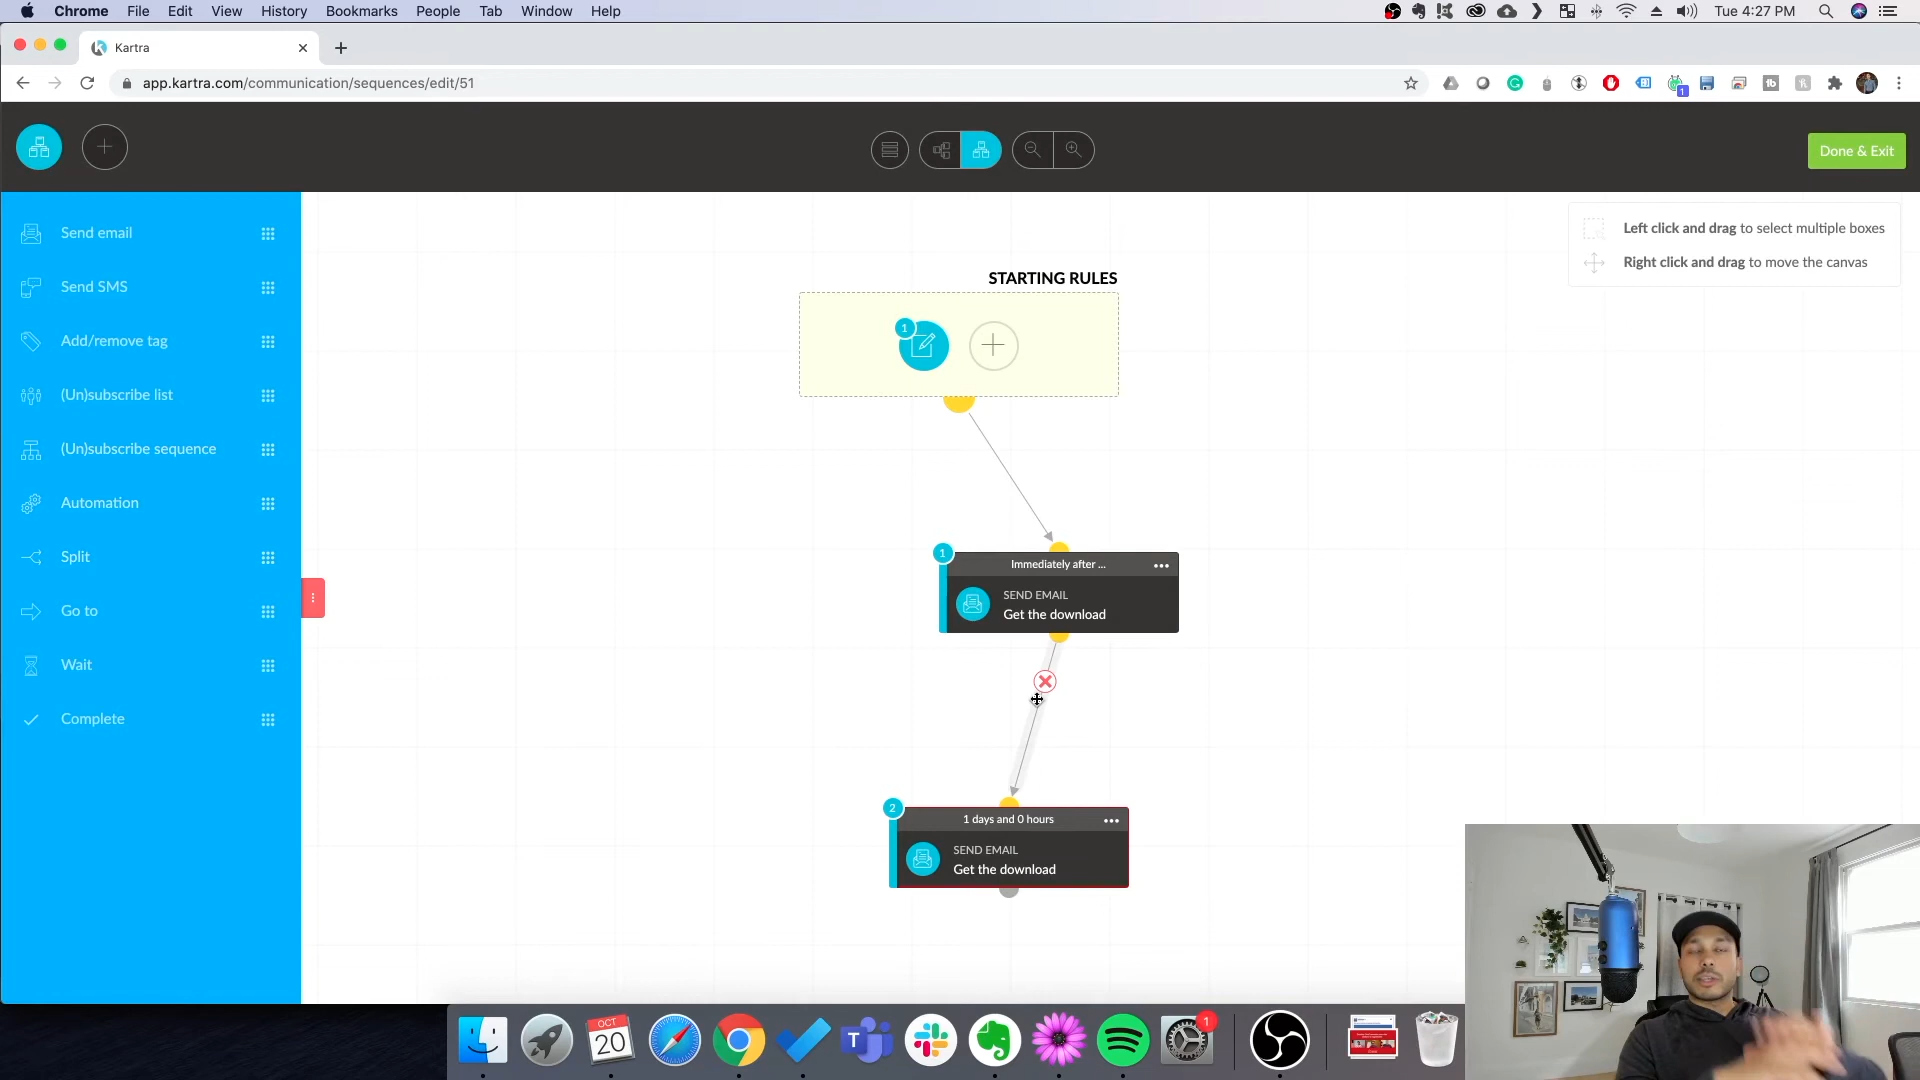 Chrome File Edit View History Bookmarks People Tab Window Help
Tue 4:27 PM
Kartra
app.kartra.com/communication/sequences/edit/51
1
Done & Exit
Send email
Send SMS
Add/remove tag
(Un)subscribe list
(Un)subscribe sequence
Automation
Split
Go to
Wait
Complete
Left click and drag to select multiple boxes
Right click and drag to move the canvas
STARTING RULES
1
1
Immediately after ...
SEND EMAIL
Get the download
2
1 days and 0 hours
SEND EMAIL
Get the download
OCT
20
T
1